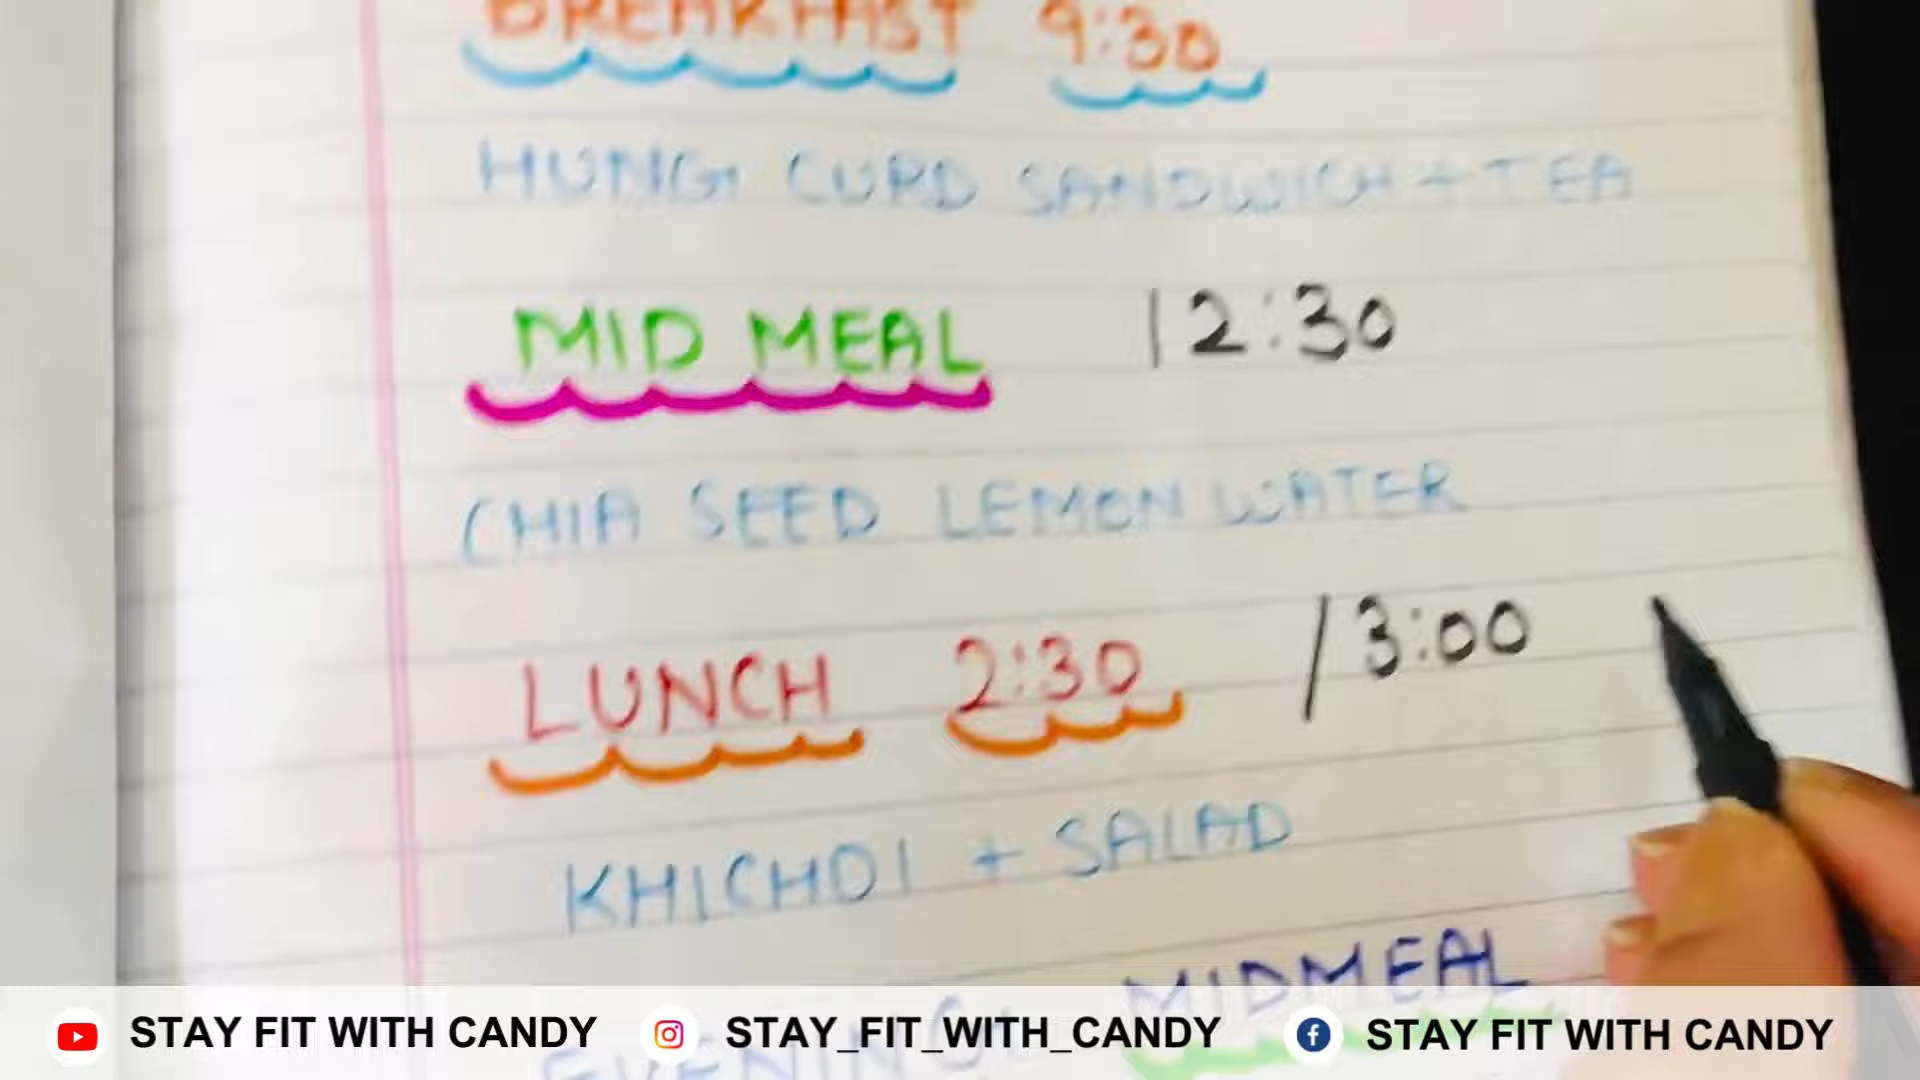 BREAKFAST 9:30
HUNG CURD SANDWICH + TEA
MID MEAL 12:30
CHIA SEED LEMON WATER
LUNCH 2:30 / 3:00
KHICHDI + SALAD
EVENING MIDMEAL
STAY FIT WITH CANDY STAY_FIT_WITH_CANDY STAY FIT WITH CANDY